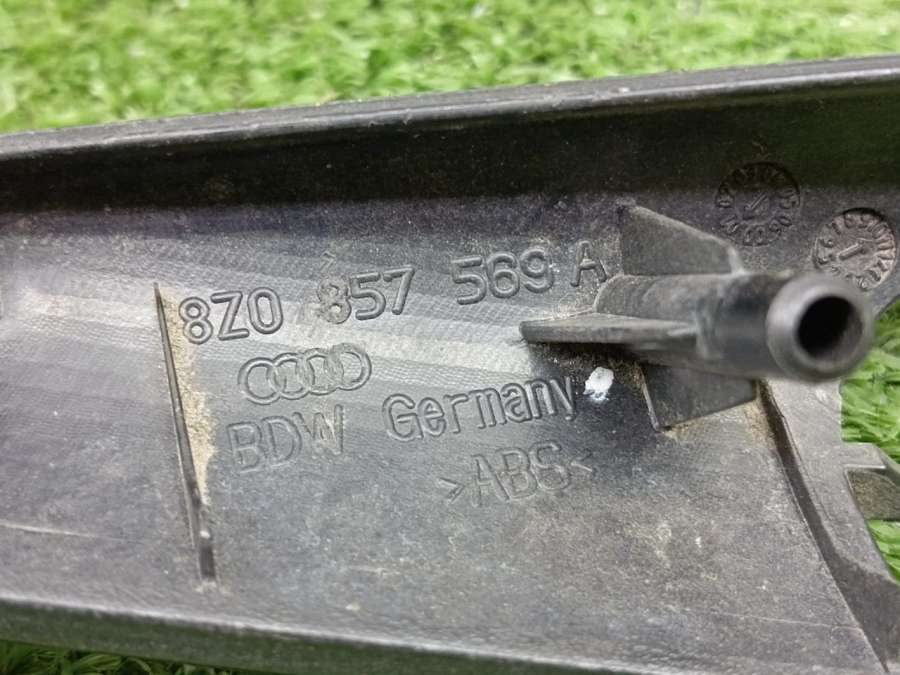 8Z0 857 569 A
BDW Germany
>ABS<